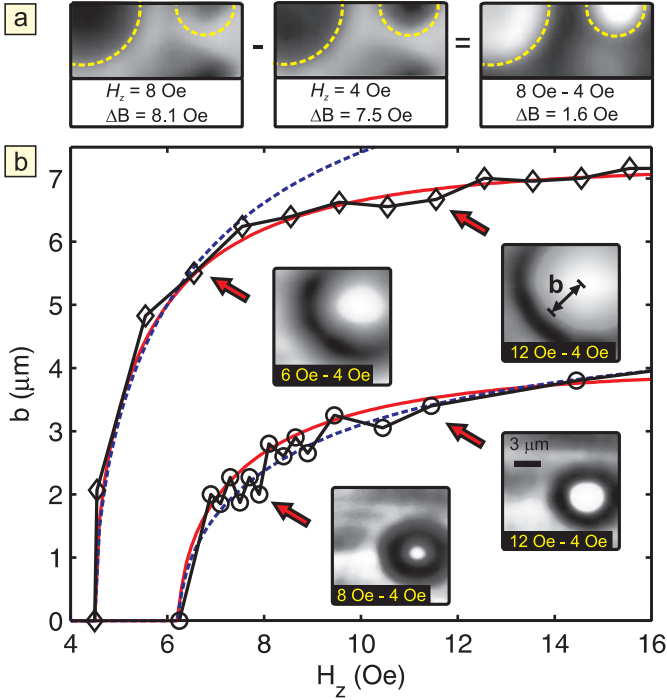 a
-
=
H_z = 8 Oe
ΔB = 8.1 Oe
H_z = 4 Oe
ΔB = 7.5 Oe
8 Oe - 4 Oe
ΔB = 1.6 Oe
b
7
6
5
4
3
2
1
0
b (μm)
6 Oe - 4 Oe
b
12 Oe - 4 Oe
8 Oe - 4 Oe
3 μm
12 Oe - 4 Oe
4 6 8 10 12 14 16
H_z (Oe)